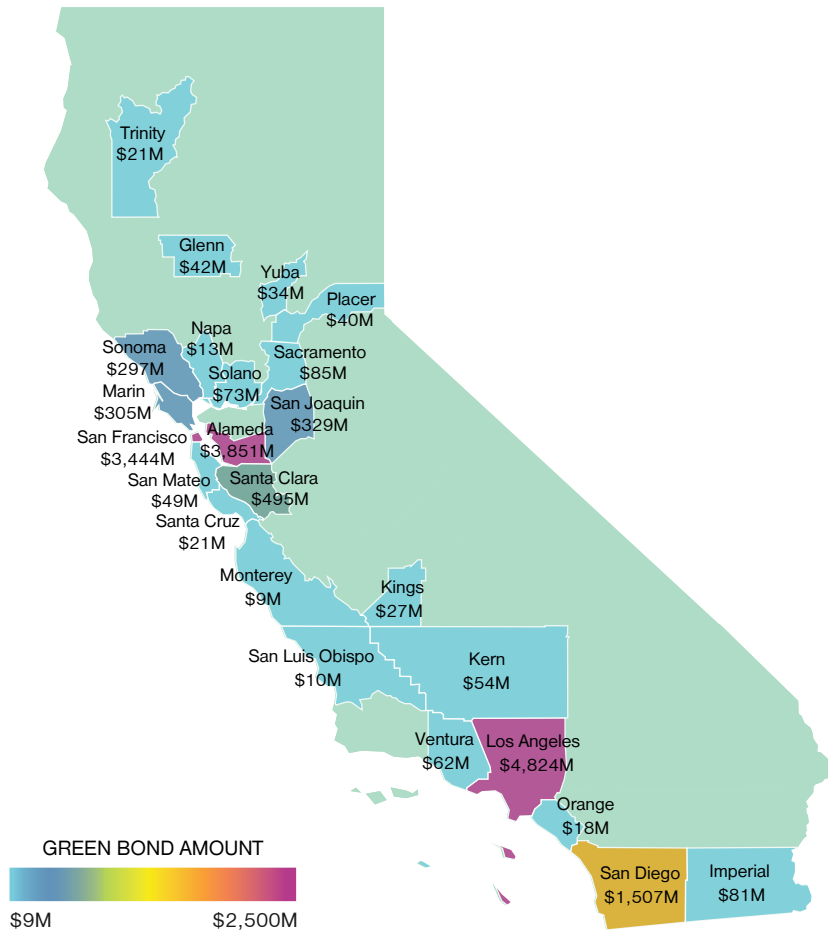 Trinity
$21M
Glenn
$42M
Yuba
$34M
Placer
$40M
Napa
$13M
Sonoma
$297M
Sacramento
$85M
Solano
$73M
Marin
$305M
San Joaquin
$329M
Alameda
$3,851M
San Francisco
$3,444M
Santa Clara
$495M
San Mateo
$49M
Santa Cruz
$21M
Monterey
$9M
Kings
$27M
San Luis Obispo
$10M
Kern
$54M
Ventura
$62M
Los Angeles
$4,824M
Orange
$18M
San Diego
$1,507M
Imperial
$81M
GREEN BOND AMOUNT
$9M
$2,500M